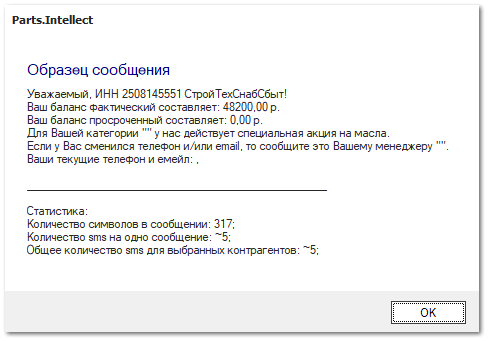 Parts.Intellect
Образец сообщения
Уважаемый, ИНН 2508145551 СтройТехСнабСбыт!
Ваш баланс фактический составляет: 48200,00 р.
Ваш баланс просроченный составляет: 0,00 р.
Для Вашей категории "" у нас действует специальная акция на масла.
Если у Вас сменился телефон и/или email, то сообщите это Вашему менеджеру "".
Ваши текущие телефон и емейл: ,
Статистика:
Количество символов в сообщении: 317;
Количество sms на одно сообщение: ~5;
Общее количество sms для выбранных контрагентов: ~5;
OK